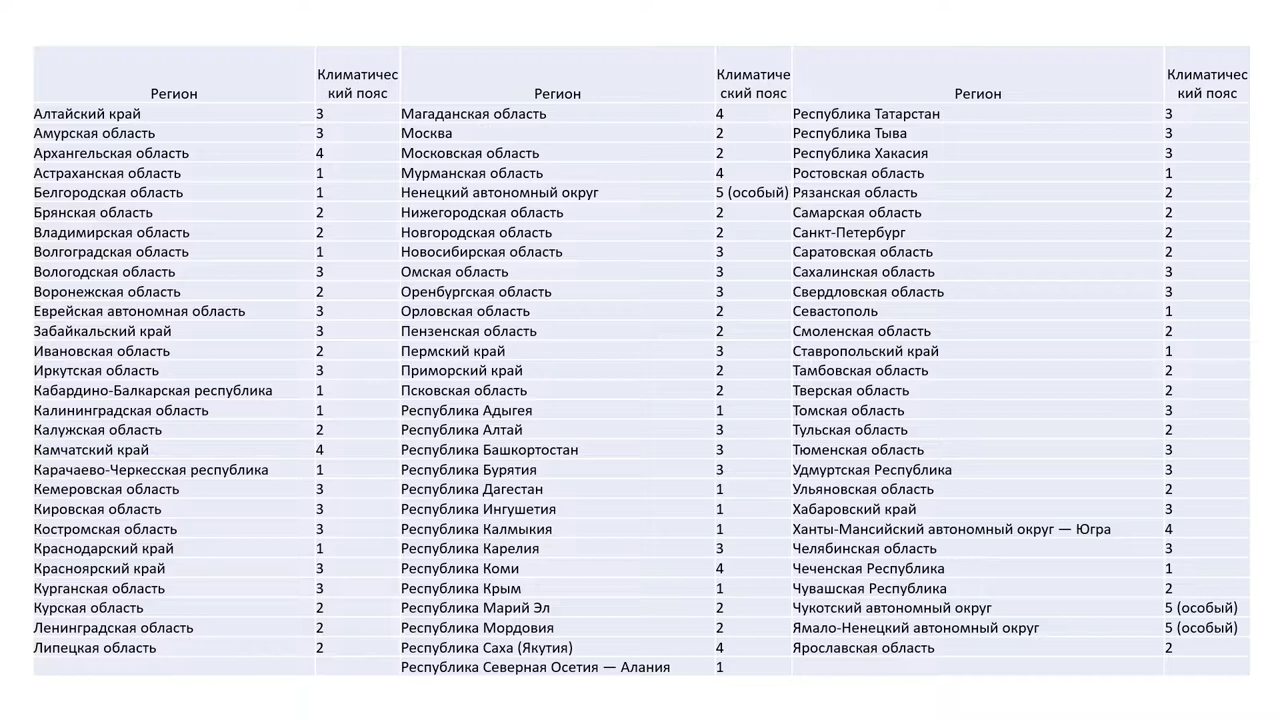 Регион Климатичес кий пояс Регион Климатиче ский пояс Регион Климатичес кий пояс
Алтайский край 3 Магаданская область 4 Республика Татарстан 3
Амурская область 3 Москва 2 Республика Тыва 3
Архангельская область 4 Московская область 2 Республика Хакасия 3
Астраханская область 1 Мурманская область 4 Ростовская область 1
Белгородская область 1 Ненецкий автономный округ 5 (особый) Рязанская область 2
Брянская область 2 Нижегородская область 2 Самарская область 2
Владимирская область 2 Новгородская область 2 Санкт-Петербург 2
Волгоградская область 1 Новосибирская область 3 Саратовская область 2
Вологодская область 3 Омская область 3 Сахалинская область 3
Воронежская область 2 Оренбургская область 3 Свердловская область 3
Еврейская автономная область 3 Орловская область 2 Севастополь 1
Забайкальский край 3 Пензенская область 2 Смоленская область 2
Ивановская область 2 Пермский край 3 Ставропольский край 1
Иркутская область 3 Приморский край 2 Тамбовская область 2
Кабардино-Балкарская республика 1 Псковская область 2 Тверская область 2
Калининградская область 1 Республика Адыгея 1 Томская область 3
Калужская область 2 Республика Алтай 3 Тульская область 2
Камчатский край 4 Республика Башкортостан 3 Тюменская область 3
Карачаево-Черкесская республика 1 Республика Бурятия 3 Удмуртская Республика 3
Кемеровская область 3 Республика Дагестан 1 Ульяновская область 2
Кировская область 3 Республика Ингушетия 1 Хабаровский край 3
Костромская область 3 Республика Калмыкия 1 Ханты-Мансийский автономный округ — Югра 4
Краснодарский край 1 Республика Карелия 3 Челябинская область 3
Красноярский край 3 Республика Коми 4 Чеченская Республика 1
Курганская область 3 Республика Крым 1 Чувашская Республика 2
Курская область 2 Республика Марий Эл 2 Чукотский автономный округ 5 (особый)
Ленинградская область 2 Республика Мордовия 2 Ямало-Ненецкий автономный округ 5 (особый)
Липецкая область 2 Республика Саха (Якутия) 4 Ярославская область 2
Республика Северная Осетия — Алания 1